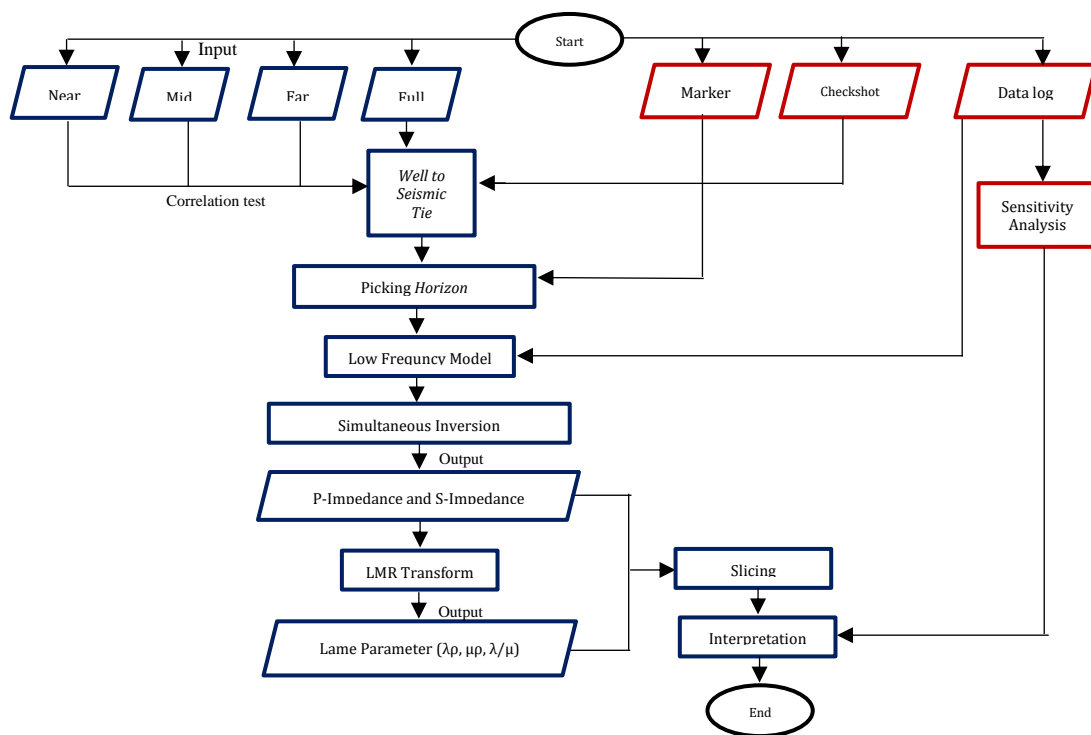 Start
Input
Near
Mid
Far
Full
Marker
Checkshot
Data log
Well to
Seismic
Tie
Correlation test
Sensitivity
Analysis
Picking Horizon
Low Frequncy Model
Simultaneous Inversion
Output
P-Impedance and S-Impedance
LMR Transform
Slicing
Output
Interpretation
Lame Parameter (λρ, μρ, λ/μ)
End